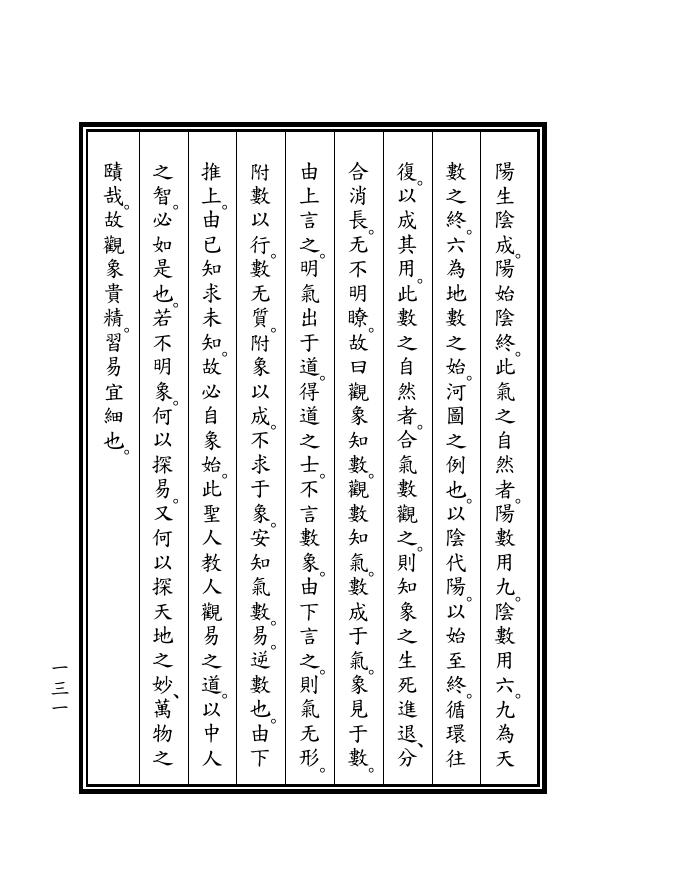 陽生陰成。陽始陰終。此氣之自然者。陽數用九。陰數用六。九為天
數之終。六為地數之始。河圖之例也。以陰代陽。以始至終。循環往
復。以成其用。此數之自然者。合氣數觀之。則知象之生死進退、分
合消長。无不明瞭。故曰觀象知數。觀數知氣。數成于氣。象見于數。
由上言之。明氣出于道。得道之士。不言數象。由下言之。則氣无形。
附數以行。數无質。附象以成。不求于象。安知氣數。易。逆數也。由下
推上。由已知求未知。故必自象始。此聖人教人觀易之道。以中人
之智。必如是也。若不明象。何以探易。又何以探天地之妙、萬物之
賾哉。故觀象貴精。習易宜細也。
一三一